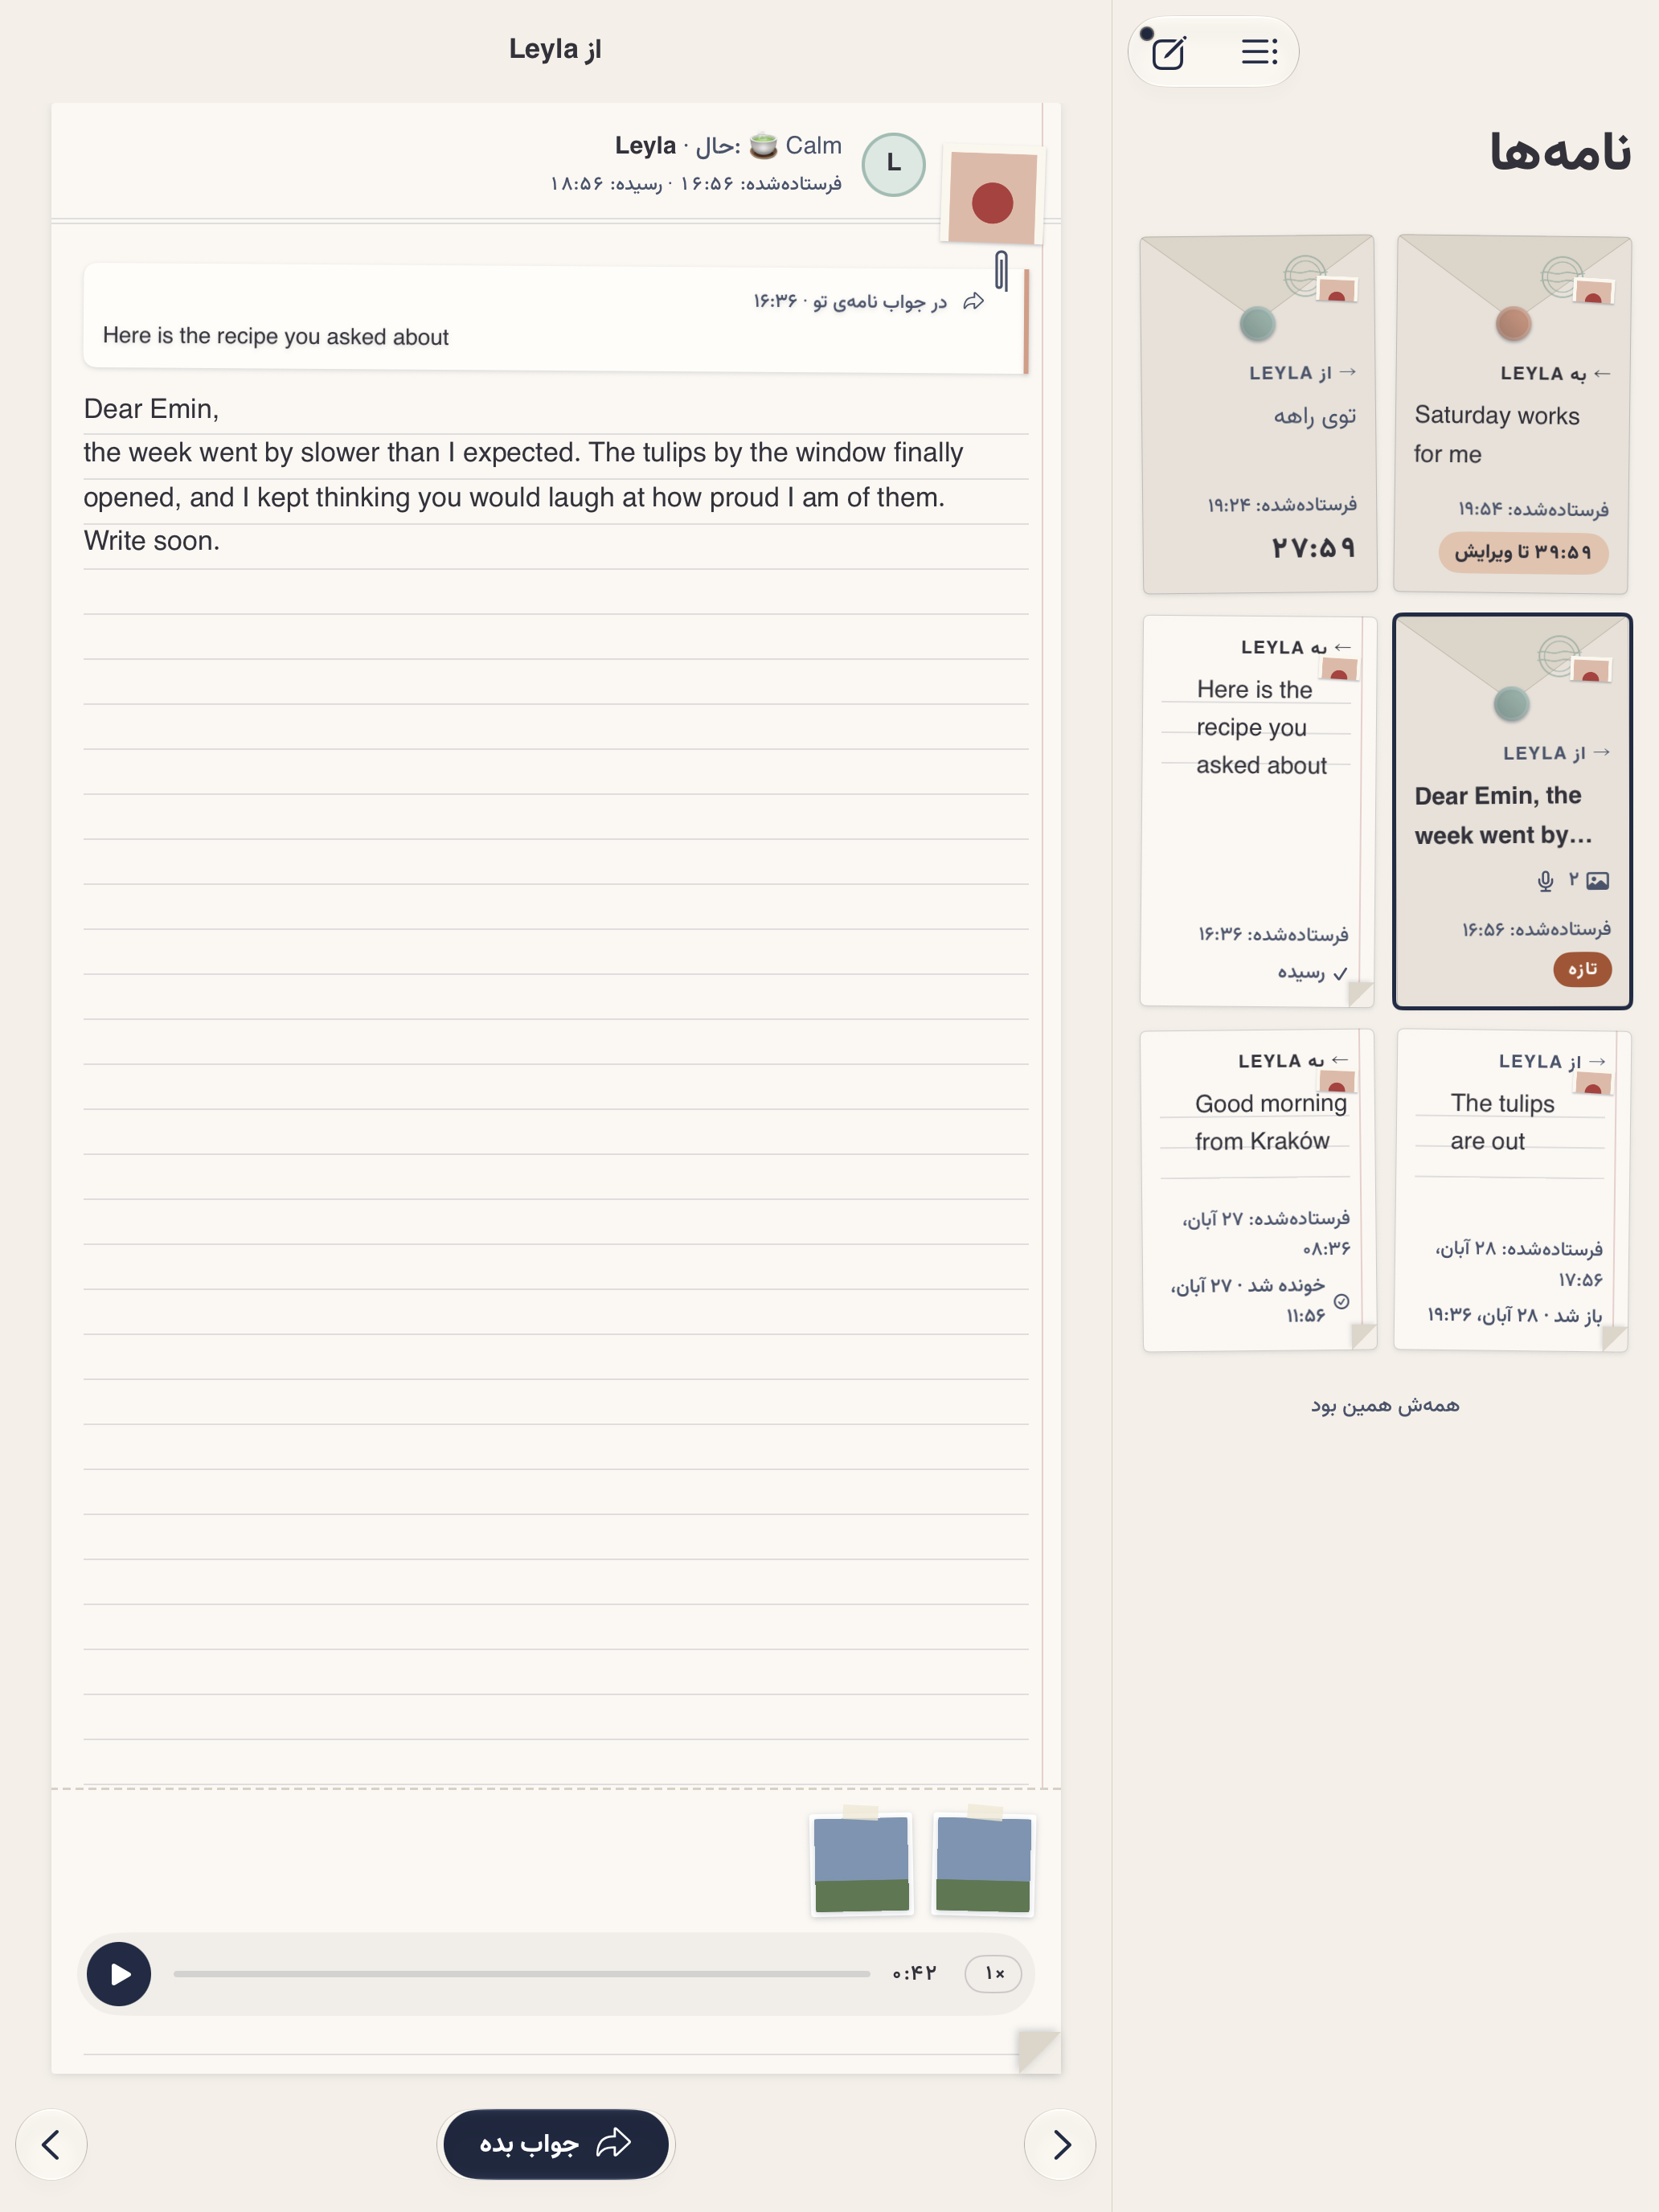 نامه‌ها
← به LEYLA
Saturday works
for me
فرستاده‌شده: ۱۹:۵۴
۳۹:۵۹ تا ویرایش
→ از LEYLA
توی راهه
فرستاده‌شده: ۱۹:۲۴
۲۷:۵۹
→ از LEYLA
Dear Emin, the
week went by...
۲
فرستاده‌شده: ۱۶:۵۶
تازه
← به LEYLA
Here is the
recipe you
asked about
فرستاده‌شده: ۱۶:۳۶
رسیده
→ از LEYLA
The tulips
are out
فرستاده‌شده: ۲۸ آبان،
۱۷:۵۶
باز شد · ۲۸ آبان، ۱۹:۳۶
← به LEYLA
Good morning
from Kraków
فرستاده‌شده: ۲۷ آبان،
۰۸:۳۶
خونده شد · ۲۷ آبان،
۱۱:۵۶
همه‌ش همین بود
از Leyla
L
Leyla · حال: 🍵 Calm
فرستاده‌شده: ۱۶:۵۶ · رسیده: ۱۸:۵۶
در جواب نامه‌ی تو · ۱۶:۳۶
Here is the recipe you asked about
Dear Emin,
the week went by slower than I expected. The tulips by the window finally
opened, and I kept thinking you would laugh at how proud I am of them.
Write soon.
۰:۴۲
۱×
جواب بده